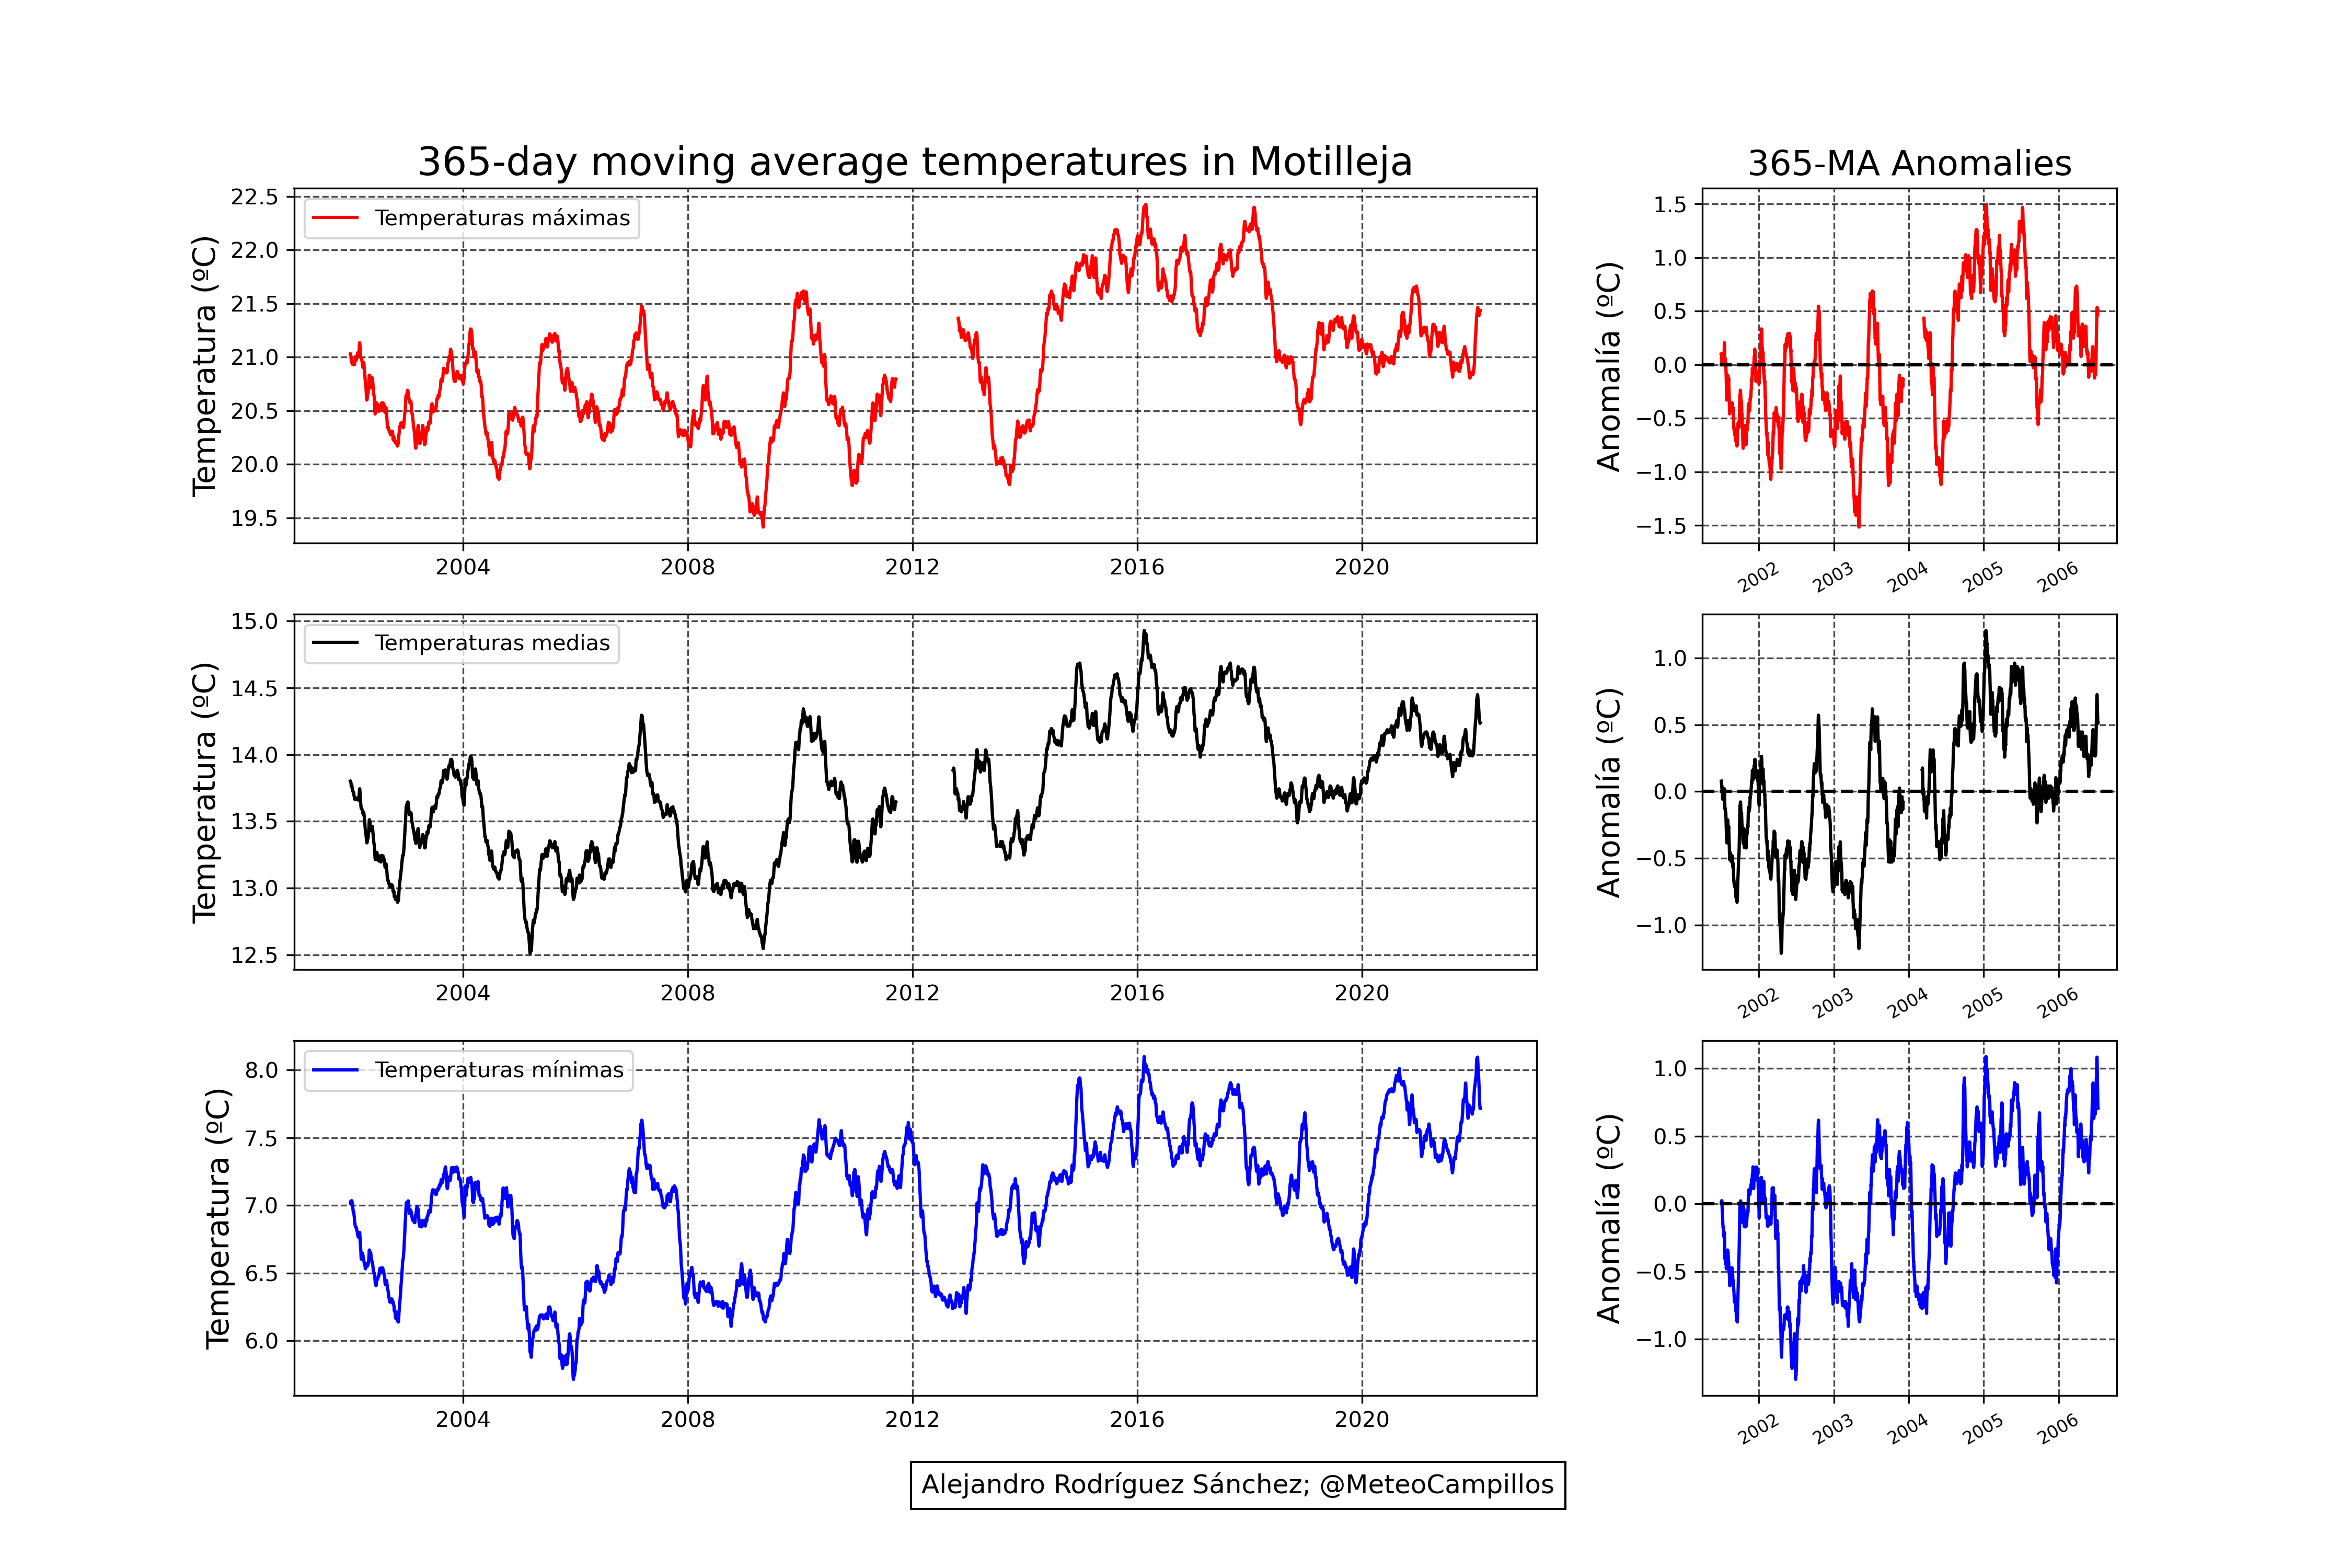 365-day moving average temperatures in Motilleja
365-MA Anomalies
Temperatura (ºC)
22.5
22.0
21.5
21.0
20.5
20.0
19.5
Temperaturas máximas
2004 2008 2012 2016 2020
Anomalía (ºC)
1.5
1.0
0.5
0.0
−0.5
−1.0
−1.5
2002 2003 2004 2005 2006
Temperatura (ºC)
15.0
14.5
14.0
13.5
13.0
12.5
Temperaturas medias
2004 2008 2012 2016 2020
Anomalía (ºC)
1.0
0.5
0.0
−0.5
−1.0
2002 2003 2004 2005 2006
Temperatura (ºC)
8.0
7.5
7.0
6.5
6.0
Temperaturas mínimas
2004 2008 2012 2016 2020
Anomalía (ºC)
1.0
0.5
0.0
−0.5
−1.0
2002 2003 2004 2005 2006
Alejandro Rodríguez Sánchez; @MeteoCampillos